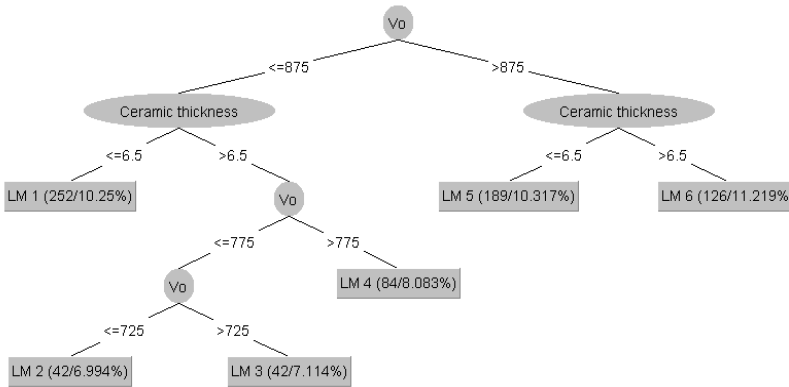 Vo
<=875
>875
Ceramic thickness
Ceramic thickness
<=6.5
>6.5
<=6.5
>6.5
LM 1 (252/10.25%)
Vo
LM 5 (189/10.317%)
LM 6 (126/11.219%
<=775
>775
Vo
LM 4 (84/8.083%)
<=725
>725
LM 2 (42/6.994%)
LM 3 (42/7.114%)